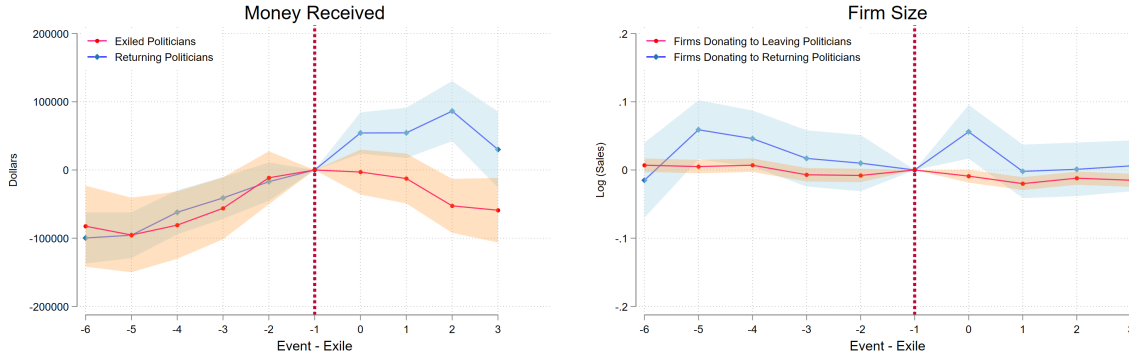 Money Received
Exiled Politicians
Returning Politicians
200000
100000
0
-100000
-200000
Dollars
-6 -5 -4 -3 -2 -1 0 1 2 3
Event - Exile
Firm Size
Firms Donating to Leaving Politicians
Firms Donating to Returning Politicians
.2
.1
0
-.1
-.2
Log (Sales)
-6 -5 -4 -3 -2 -1 0 1 2 3
Event - Exile